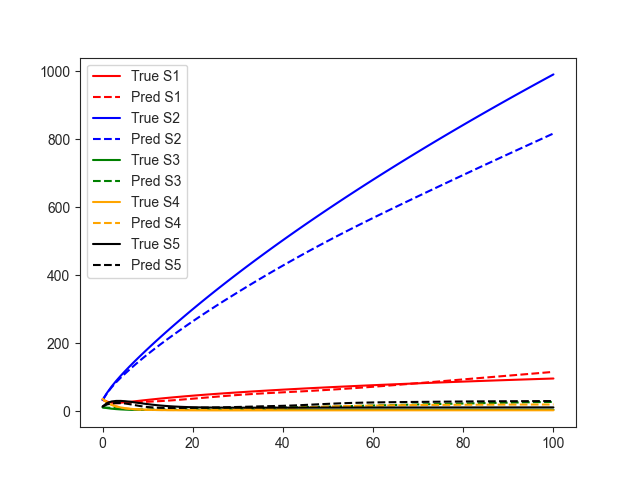 1000
800
600
400
200
0
True S1
Pred S1
True S2
Pred S2
True S3
Pred S3
True S4
Pred S4
True S5
Pred S5
0 20 40 60 80 100